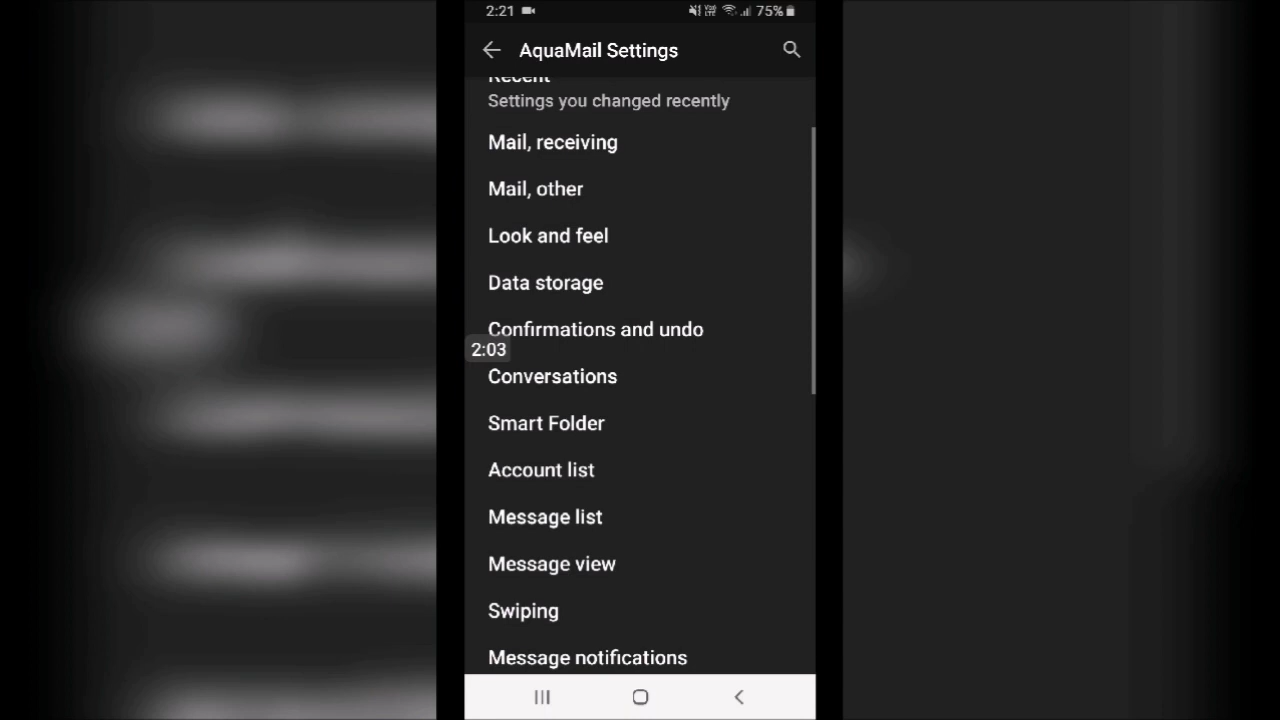 2:21 75%
AquaMail Settings
Recent
Settings you changed recently
Mail, receiving
Mail, other
Look and feel
Data storage
Confirmations and undo
2:03
Conversations
Smart Folder
Account list
Message list
Message view
Swiping
Message notifications